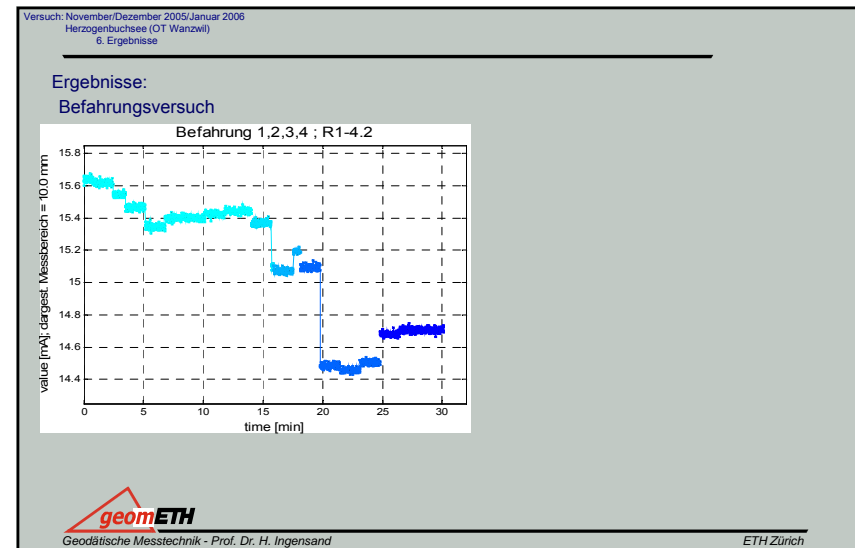 Versuch: November/Dezember 2005/Januar 2006
Herzogenbuchsee (OT Wanzwil)
6. Ergebnisse
Ergebnisse:
Befahrungsversuch
Befahrung 1,2,3,4 ; R1-4.2
value [mA]; dargest. Messbereich = 10.0 mm
15.8
15.6
15.4
15.2
15
14.8
14.6
14.4
0 5 10 15 20 25 30
time [min]
geomETH
Geodätische Messtechnik - Prof. Dr. H. Ingensand ETH Zürich